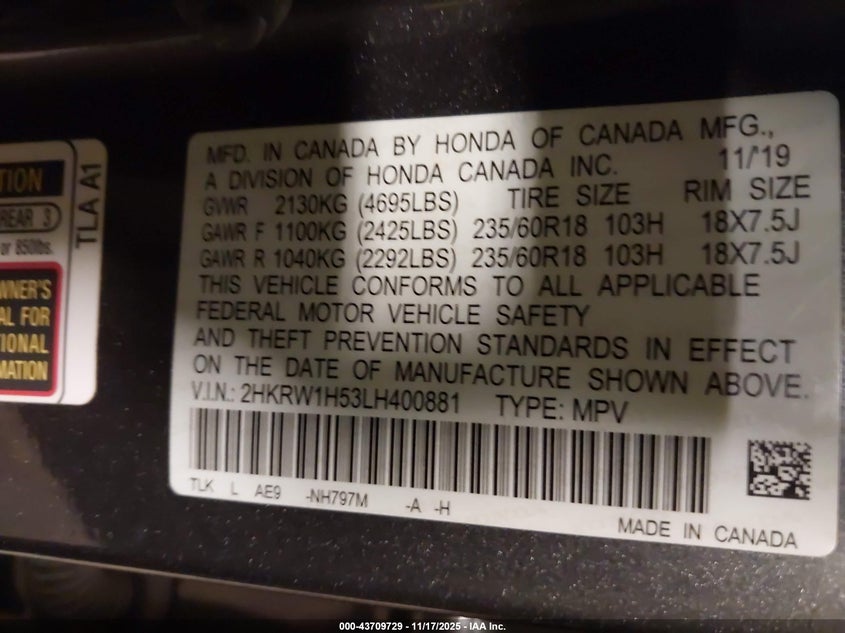 TION
REAR 3
or 850lbs.
WNER'S
AL FOR
TIONAL
MATION
TLA A1
MFD. IN CANADA BY HONDA OF CANADA MFG.,
A DIVISION OF HONDA CANADA INC. 11/'19
GVWR 2130KG (4695LBS) TIRE SIZE RIM SIZE
GAWR F 1100KG (2425LBS) 235/60R18 103H 18X7.5J
GAWR R 1040KG (2292LBS) 235/60R18 103H 18X7.5J
THIS VEHICLE CONFORMS TO ALL APPLICABLE
FEDERAL MOTOR VEHICLE SAFETY
AND THEFT PREVENTION STANDARDS IN EFFECT
ON THE DATE OF MANUFACTURE SHOWN ABOVE.
V.I.N.: 2HKRW1H53LH400881 TYPE: MPV
TLK L AE9 -NH797M -A -H
MADE IN CANADA
000-43709729 - 11/17/2025 - IAA Inc.